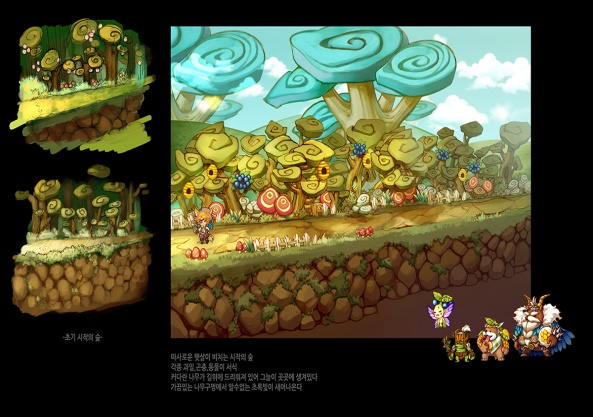 -초기 시작의 숲-
따사로운 햇살이 비치는 시작의 숲
각종 과일,곤충,동물이 서식
커다란 나무가 길위에 드리워져 있어 그늘이 곳곳에 생겨있다
가끔있는 나무구멍에서 알수없는 초록빛이 새어나온다